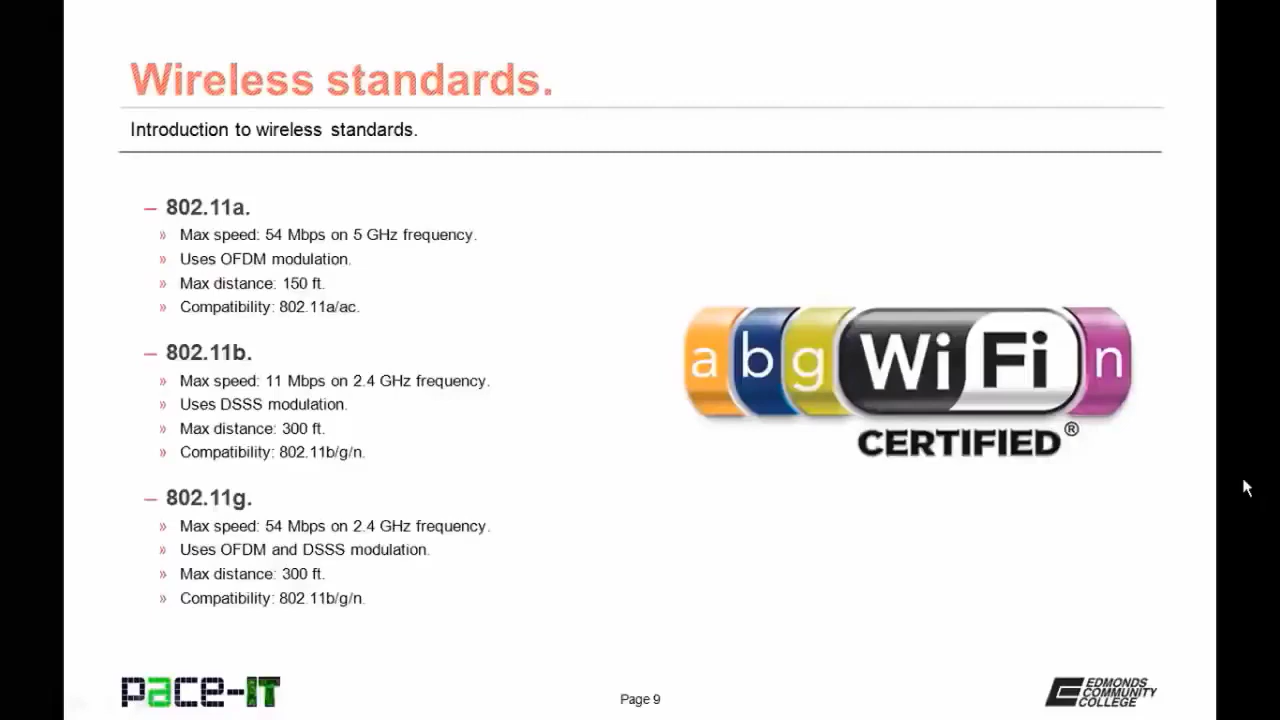 Wireless standards.
Introduction to wireless standards.
– 802.11a.
» Max speed: 54 Mbps on 5 GHz frequency.
» Uses OFDM modulation.
» Max distance: 150 ft.
» Compatibility: 802.11a/ac.
– 802.11b.
» Max speed: 11 Mbps on 2.4 GHz frequency.
» Uses DSSS modulation.
» Max distance: 300 ft.
» Compatibility: 802.11b/g/n.
– 802.11g.
» Max speed: 54 Mbps on 2.4 GHz frequency.
» Uses OFDM and DSSS modulation.
» Max distance: 300 ft.
» Compatibility: 802.11b/g/n.
a b g WiFi n
CERTIFIED®
pace-IT
Page 9
EDMONDS
COMMUNITY
COLLEGE